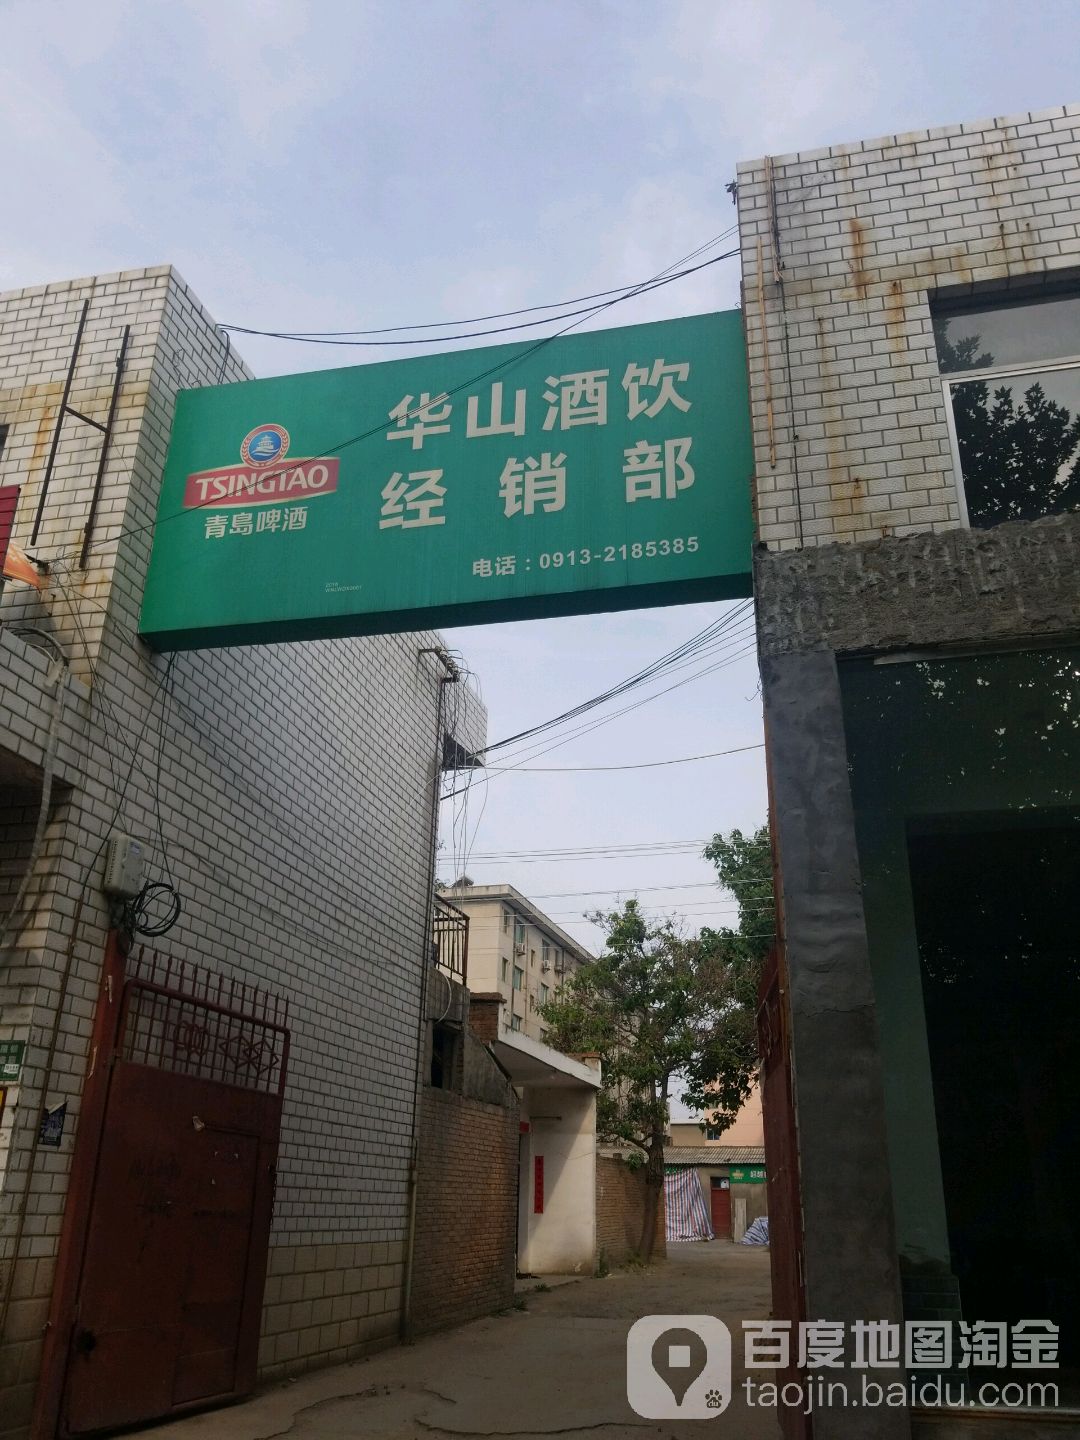 华山酒饮
经销部
TSINGTAO
青岛啤酒
电话：0913-2185385
2018
百度地图淘金
taojin.baidu.com